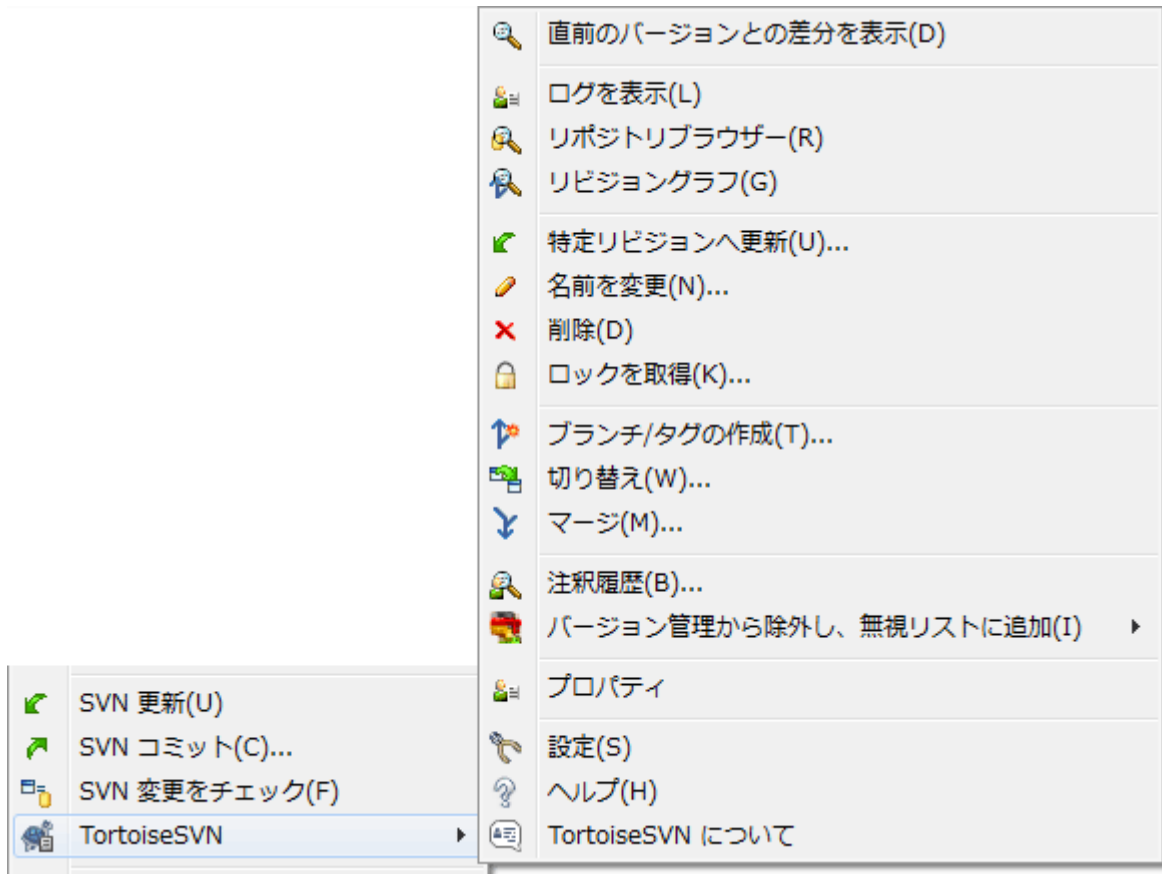 直前のバージョンとの差分を表示(D)
ログを表示(L)
リポジトリブラウザー(R)
リビジョングラフ(G)
特定リビジョンへ更新(U)...
名前を変更(N)...
削除(D)
ロックを取得(K)...
ブランチ/タグの作成(T)...
切り替え(W)...
マージ(M)...
注釈履歴(B)...
バージョン管理から除外し、無視リストに追加(I)
プロパティ
設定(S)
ヘルプ(H)
TortoiseSVN について
SVN 更新(U)
SVN コミット(C)...
SVN 変更をチェック(F)
TortoiseSVN